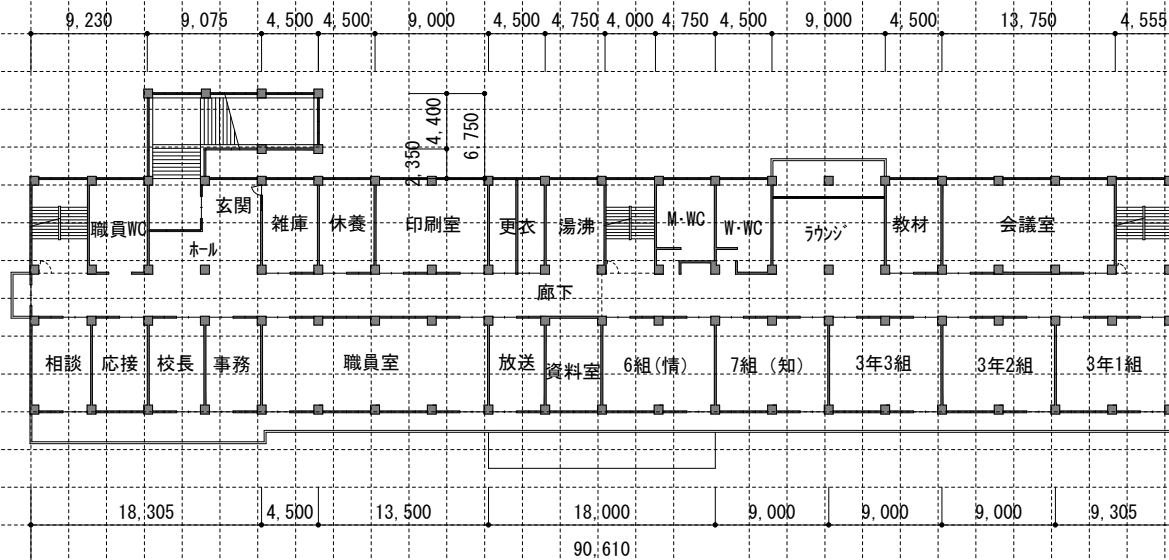 9,230 9,075 4,500 4,500 9,000 4,500 4,750 4,000 4,750 4,500 9,000 4,500 13,750 4,555
4,400
6,750
2,350
玄関
職員WC
ホール
雑庫
休養
印刷室
更衣
湯沸
M・WC
W・WC
ラウンジ
教材
会議室
廊下
相談
応接
校長
事務
職員室
放送
資料室
6組(情)
7組（知）
3年3組
3年2組
3年1組
18,305 4,500 13,500 18,000 9,000 9,000 9,000 9,305
90,610